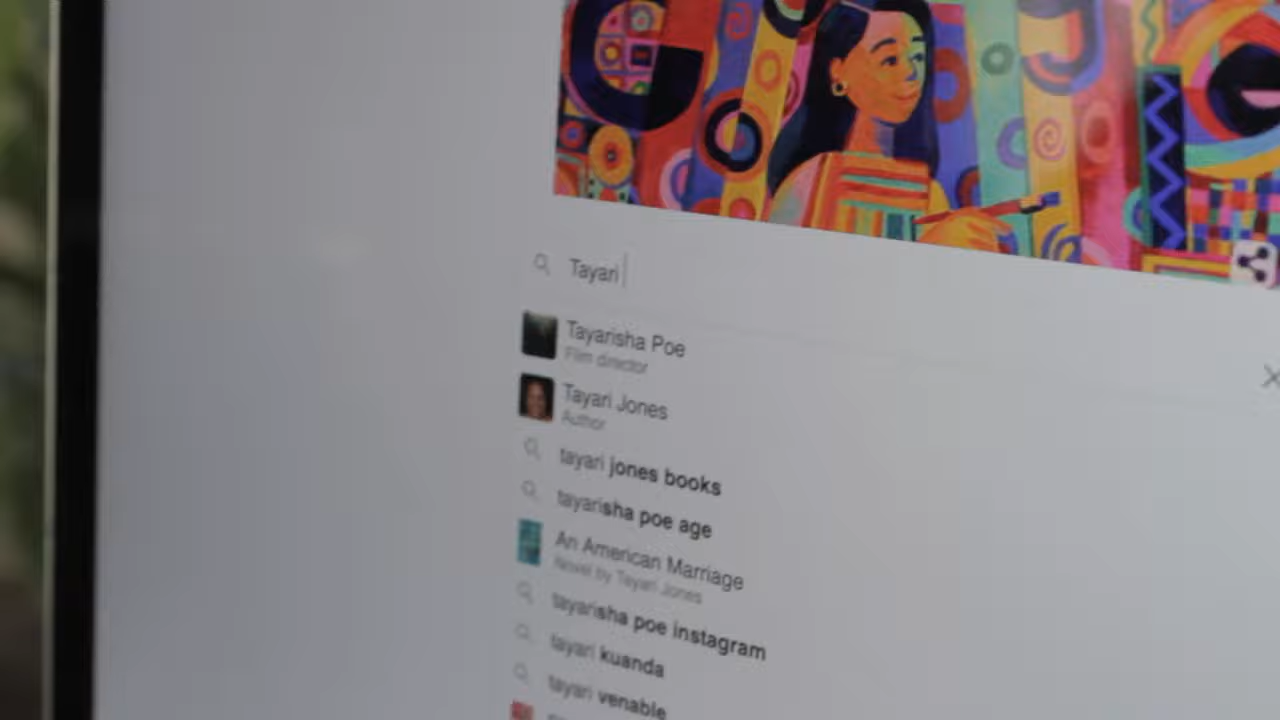 Tayari
Tayarisha Poe
Film director
Tayari Jones
Author
tayari jones books
tayarisha poe age
An American Marriage
Novel by Tayari Jones
tayarisha poe instagram
tayari kuanda
tayari venable